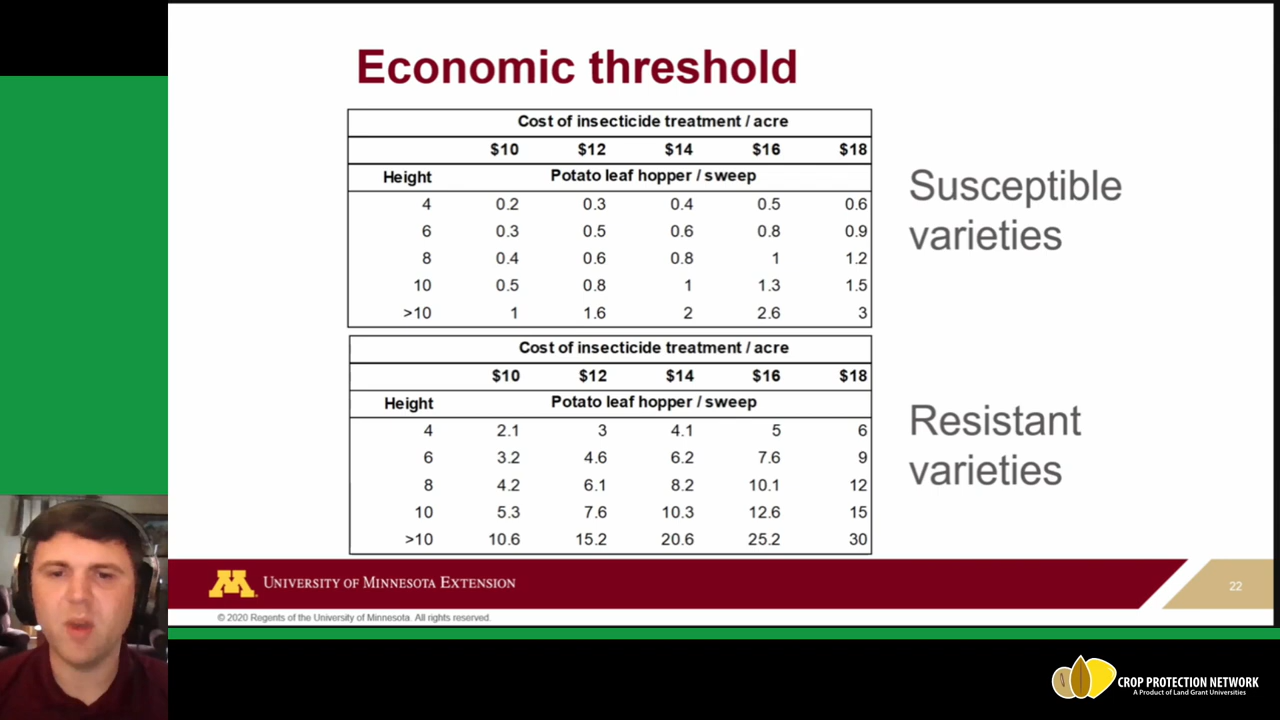 Economic threshold
Cost of insecticide treatment / acre
$10 $12 $14 $16 $18
Height Potato leaf hopper / sweep
4 0.2 0.3 0.4 0.5 0.6
6 0.3 0.5 0.6 0.8 0.9
8 0.4 0.6 0.8 1 1.2
10 0.5 0.8 1 1.3 1.5
>10 1 1.6 2 2.6 3
Susceptible
varieties
Cost of insecticide treatment / acre
$10 $12 $14 $16 $18
Height Potato leaf hopper / sweep
4 2.1 3 4.1 5 6
6 3.2 4.6 6.2 7.6 9
8 4.2 6.1 8.2 10.1 12
10 5.3 7.6 10.3 12.6 15
>10 10.6 15.2 20.6 25.2 30
Resistant
varieties
M UNIVERSITY OF MINNESOTA EXTENSION
22
© 2020 Regents of the University of Minnesota. All rights reserved.
CROP PROTECTION NETWORK
A Product of Land Grant Universities